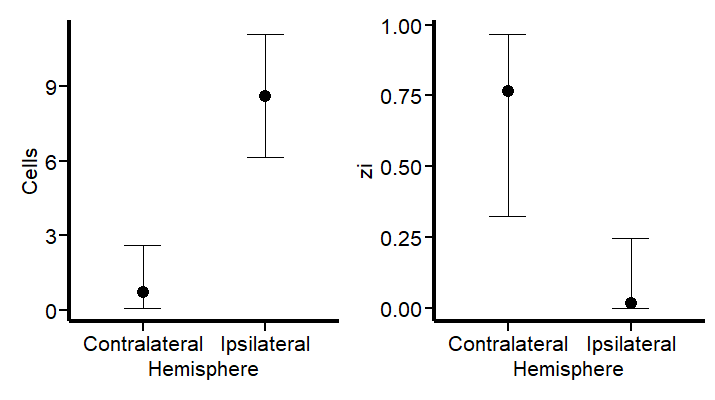 Cells
9
6
3
0
Contralateral Ipsilateral
Hemisphere
zi
1.00
0.75
0.50
0.25
0.00
Contralateral Ipsilateral
Hemisphere